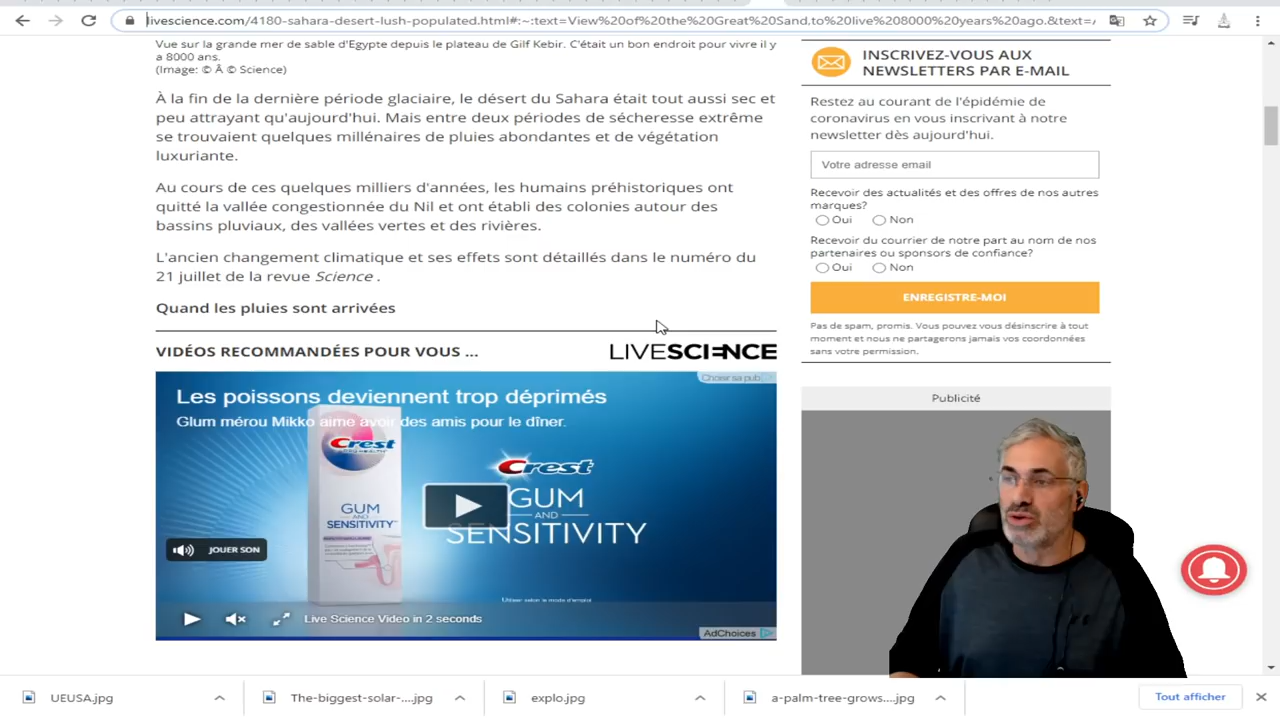 livescience.com/4180-sahara-desert-lush-populated.html#:~:text=View%20of%20the%20Great%20Sand,to%20live%208000%20years%20ago.&text=
Vue sur la grande mer de sable d'Egypte depuis le plateau de Gilf Kebir. C'était un bon endroit pour vivre il y
a 8000 ans.
(Image: © Â © Science)
À la fin de la dernière période glaciaire, le désert du Sahara était tout aussi sec et
peu attrayant qu'aujourd'hui. Mais entre deux périodes de sécheresse extrême
se trouvaient quelques millénaires de pluies abondantes et de végétation
luxuriante.
Au cours de ces quelques milliers d'années, les humains préhistoriques ont
quitté la vallée congestionnée du Nil et ont établi des colonies autour des
bassins pluviaux, des vallées vertes et des rivières.
L'ancien changement climatique et ses effets sont détaillés dans le numéro du
21 juillet de la revue Science .
Quand les pluies sont arrivées
VIDÉOS RECOMMANDÉES POUR VOUS ...
LIVESCIENCE
Choisir sa pub
Les poissons deviennent trop déprimés
Glum mérou Mikko aime avoir des amis pour le dîner.
Crest
GUM
AND
SENSITIVITY
Crest
GUM
AND
SENSITIVITY
JOUER SON
Utiliser selon le mode d'emploi
Live Science Video in 2 seconds
AdChoices
INSCRIVEZ-VOUS AUX
NEWSLETTERS PAR E-MAIL
Restez au courant de l'épidémie de
coronavirus en vous inscrivant à notre
newsletter dès aujourd'hui.
Votre adresse email
Recevoir des actualités et des offres de nos autres
marques?
Oui Non
Recevoir du courrier de notre part au nom de nos
partenaires ou sponsors de confiance?
Oui Non
ENREGISTRE-MOI
Pas de spam, promis. Vous pouvez vous désinscrire à tout
moment et nous ne partagerons jamais vos coordonnées
sans votre permission.
Publicité
UEUSA.jpg
The-biggest-solar-....jpg
explo.jpg
a-palm-tree-grows....jpg
Tout afficher